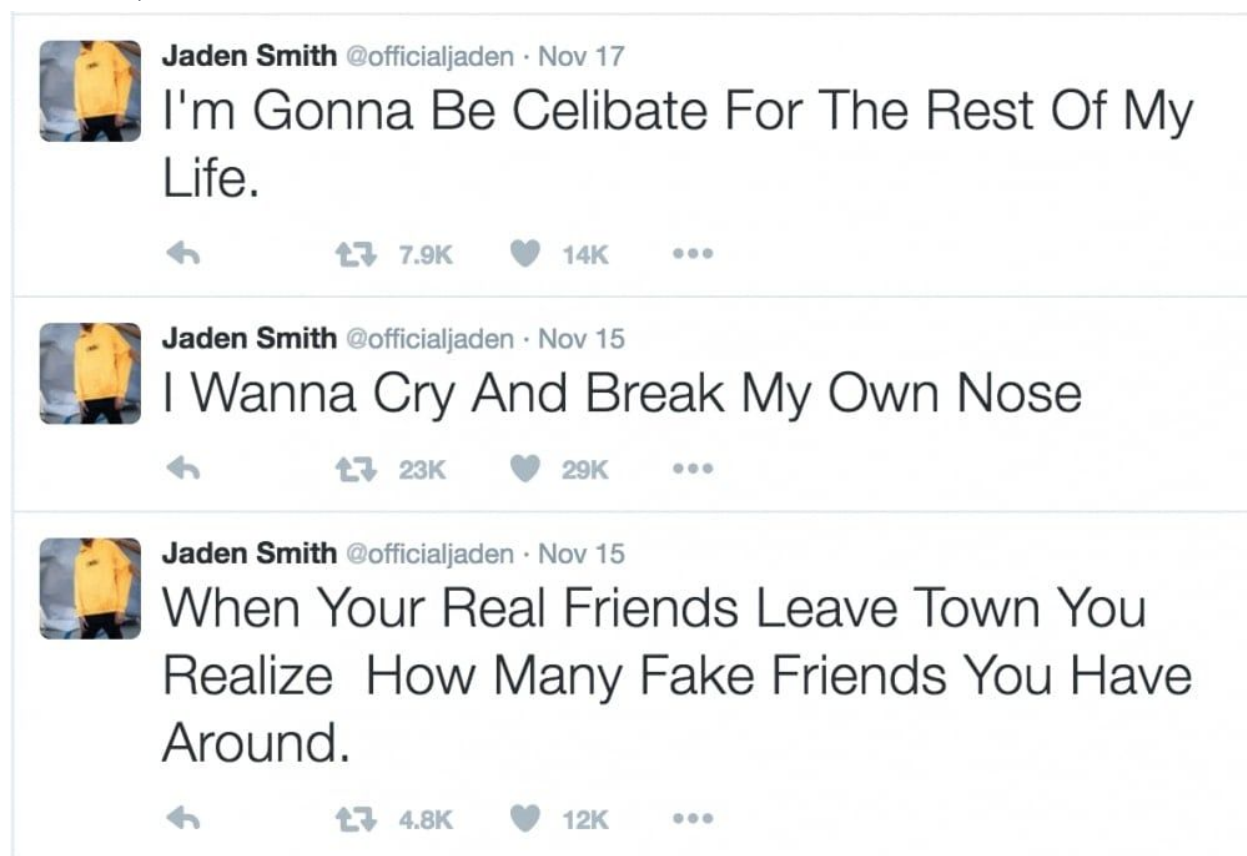 Jaden Smith @officialjaden · Nov 17
I'm Gonna Be Celibate For The Rest Of My
Life.
7.9K 14K
Jaden Smith @officialjaden · Nov 15
I Wanna Cry And Break My Own Nose
23K 29K
Jaden Smith @officialjaden · Nov 15
When Your Real Friends Leave Town You
Realize  How Many Fake Friends You Have
Around.
4.8K 12K